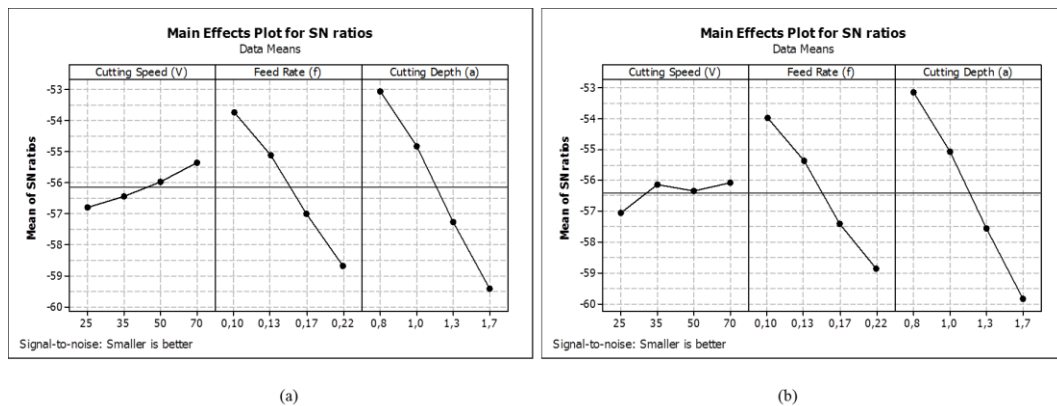 Main Effects Plot for SN ratios
Data Means
Cutting Speed (V) Feed Rate (f) Cutting Depth (a)
Mean of SN ratios
-53
-54
-55
-56
-57
-58
-59
-60
25 35 50 70 0,10 0,13 0,17 0,22 0,8 1,0 1,3 1,7
Signal-to-noise: Smaller is better
(a)
Main Effects Plot for SN ratios
Data Means
Cutting Speed (V) Feed Rate (f) Cutting Depth (a)
Mean of SN ratios
-53
-54
-55
-56
-57
-58
-59
-60
25 35 50 70 0,10 0,13 0,17 0,22 0,8 1,0 1,3 1,7
Signal-to-noise: Smaller is better
(b)